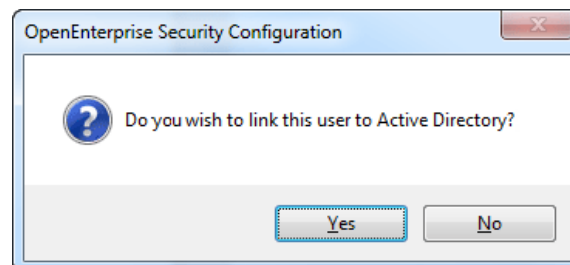 OpenEnterprise Security Configuration
Do you wish to link this user to Active Directory?
Yes No